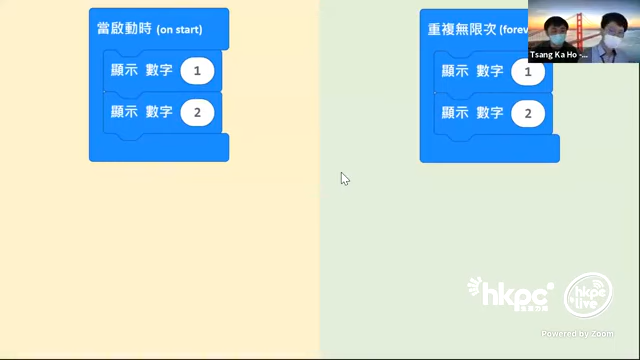 當啟動時 (on start)
顯示 數字 1
顯示 數字 2
重複無限次 (forev
顯示 數字 1
顯示 數字 2
Tsang Ka Ho -...
hkpc
hkpc
live
Powered by Zoom